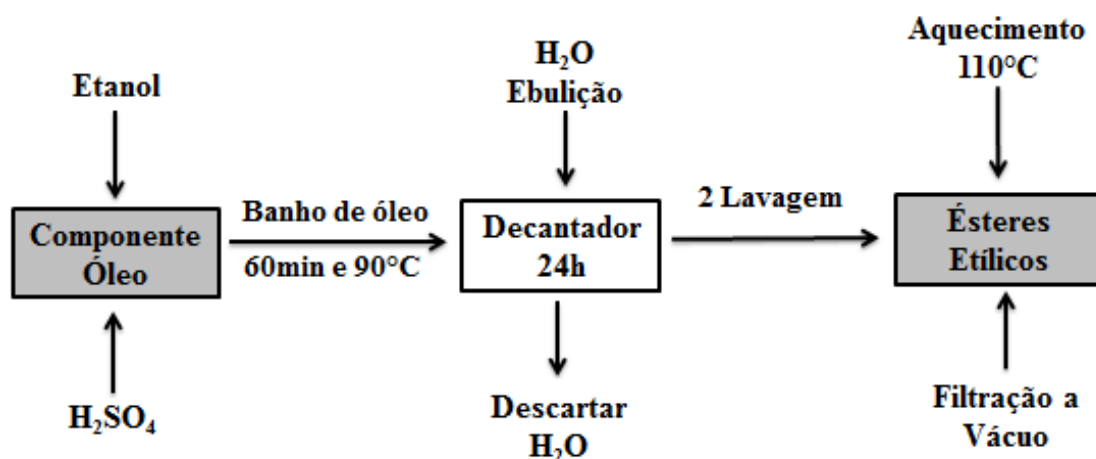 Etanol
Componente
Óleo
H₂SO₄
Banho de óleo
60min e 90°C
H₂O
Ebulição
Decantador
24h
Descartar
H₂O
2 Lavagem
Aquecimento
110°C
Ésteres
Etílicos
Filtração a
Vácuo